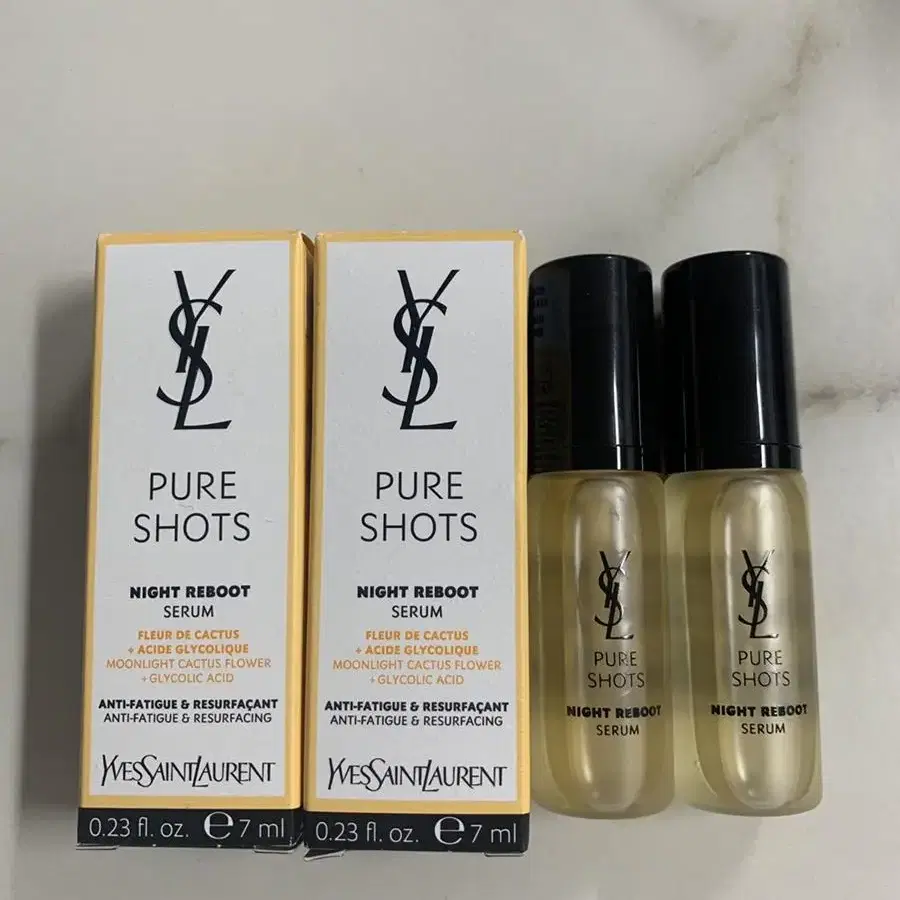 YSL
PURE
SHOTS
NIGHT REBOOT
SERUM
FLEUR DE CACTUS
+ ACIDE GLYCOLIQUE
MOONLIGHT CACTUS FLOWER
+ GLYCOLIC ACID
ANTI-FATIGUE & RESURFAÇANT
ANTI-FATIGUE & RESURFACING
YVESSAINTLAURENT
0.23 fl. oz. ℮ 7 ml
YSL
PURE
SHOTS
NIGHT REBOOT
SERUM
FLEUR DE CACTUS
+ ACIDE GLYCOLIQUE
MOONLIGHT CACTUS FLOWER
+ GLYCOLIC ACID
ANTI-FATIGUE & RESURFAÇANT
ANTI-FATIGUE & RESURFACING
YVESSAINTLAURENT
0.23 fl. oz. ℮ 7 ml
YSL
PURE
SHOTS
NIGHT REBOOT
SERUM
YSL
PURE
SHOTS
NIGHT REBOOT
SERUM